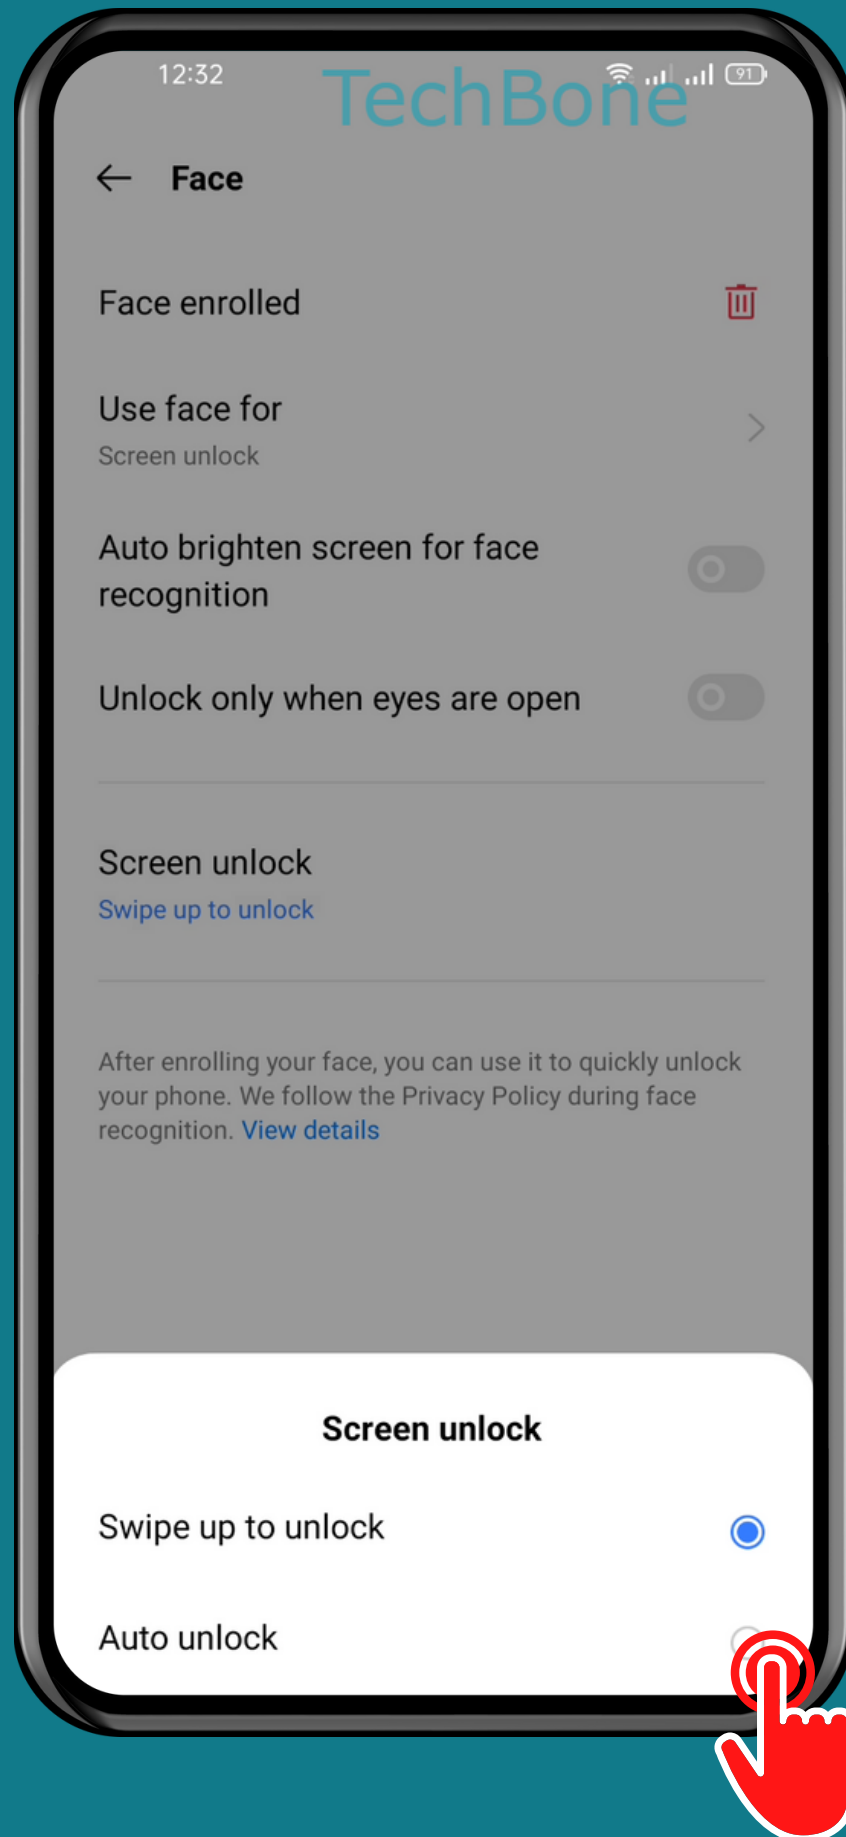 12:32
TechBone
91
Face
Face enrolled
Use face for
Screen unlock
Auto brighten screen for face
recognition
Unlock only when eyes are open
Screen unlock
Swipe up to unlock
After enrolling your face, you can use it to quickly unlock
your phone. We follow the Privacy Policy during face
recognition. View details
Screen unlock
Swipe up to unlock
Auto unlock